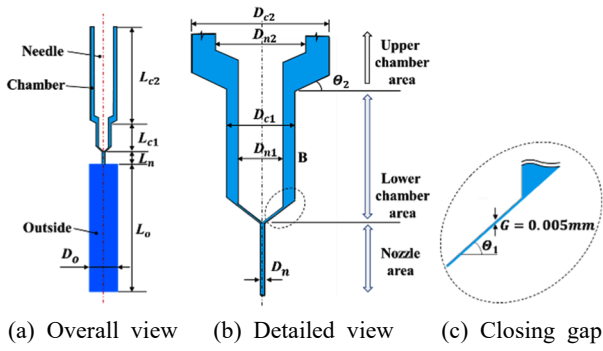 Needle
Chamber
L_c2
L_c1
L_n
Outside
L_o
D_o
D_c2
D_n2
θ_2
D_c1
D_n1
B
D_n
Upper
chamber
area
Lower
chamber
area
Nozzle
area
G = 0.005mm
θ_1
(a) Overall view (b) Detailed view (c) Closing gap